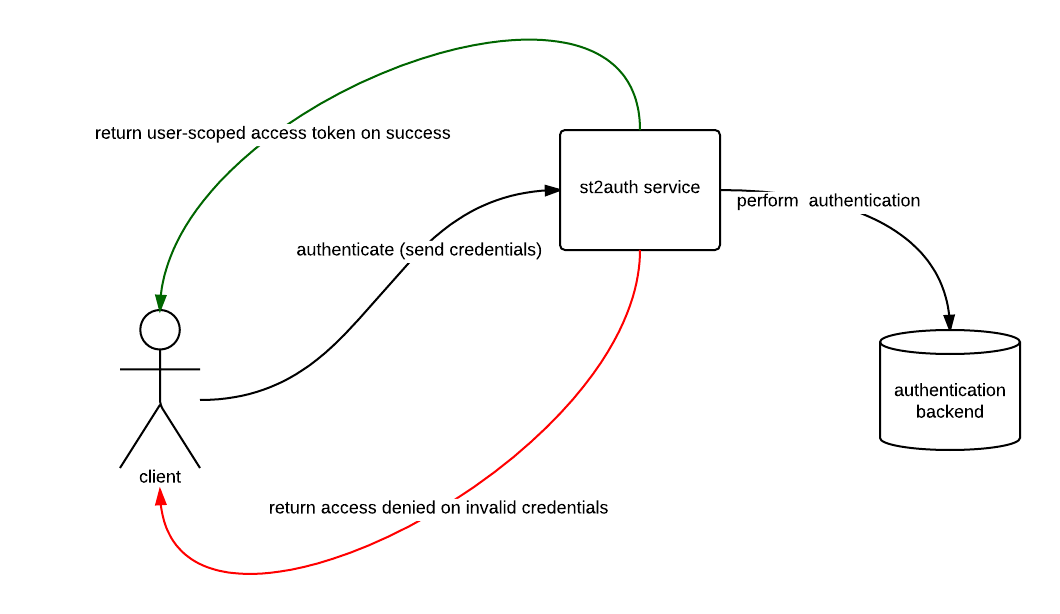 return user-scoped access token on success
st2auth service
perform  authentication
authenticate (send credentials)
authentication
backend
client
return access denied on invalid credentials